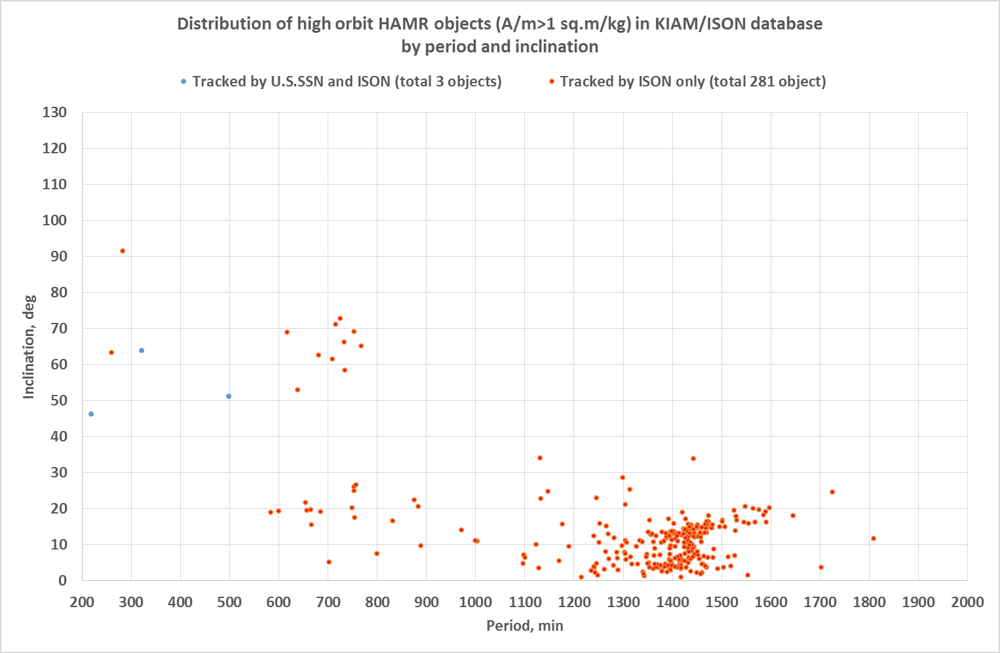 Distribution of high orbit HAMR objects (A/m>1 sq.m/kg) in KIAM/ISON database
by period and inclination
Tracked by U.S.SSN and ISON (total 3 objects)
Tracked by ISON only (total 281 object)
130
120
110
100
90
80
70
60
50
40
30
20
10
0
Inclination, deg
200 300 400 500 600 700 800 900 1000 1100 1200 1300 1400 1500 1600 1700 1800 1900 2000
Period, min